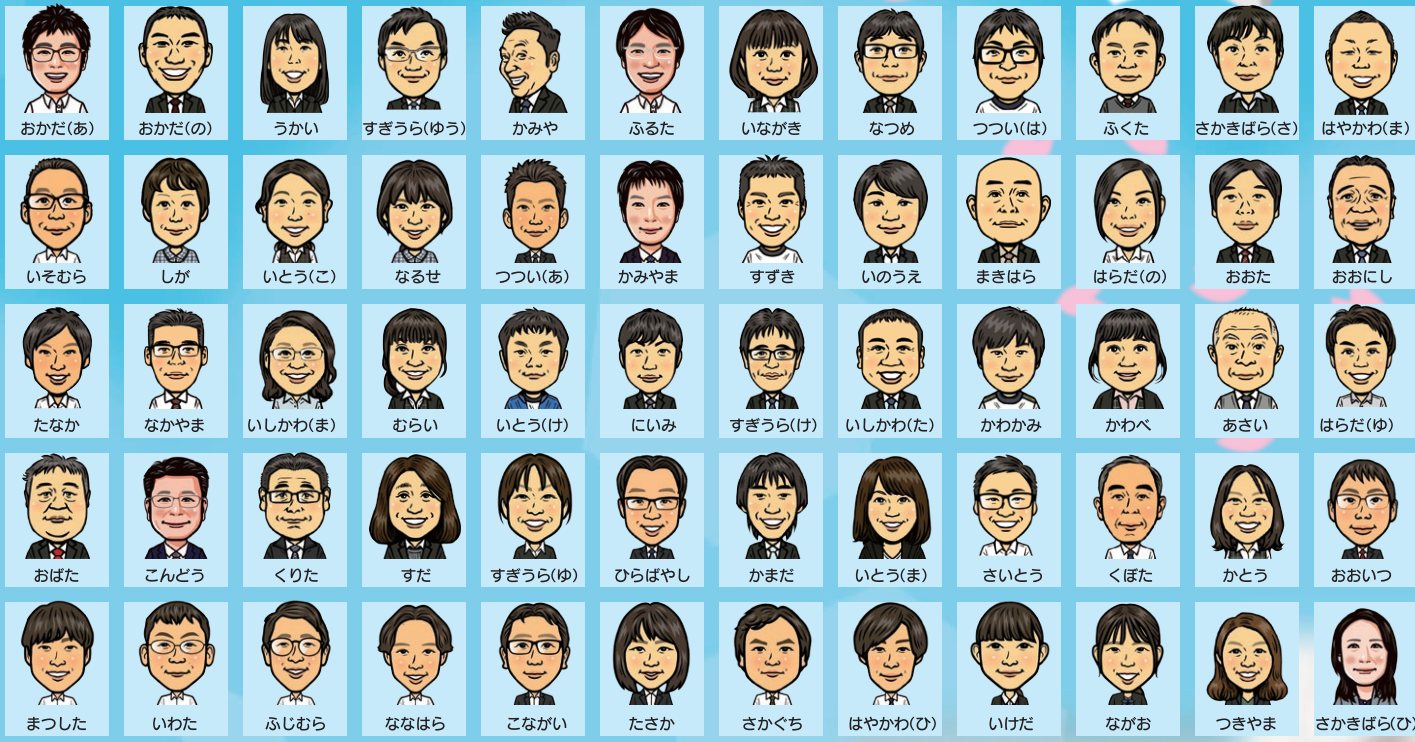 おかだ(あ)
おかだ(の)
うかい
すぎうら(ゆう)
かみや
ふるた
いながき
なつめ
つつい(は)
ふくた
さかきばら(さ)
はやかわ(ま)
いそむら
しが
いとう(こ)
なるせ
つつい(あ)
かみやま
すずき
いのうえ
まきはら
はらだ(の)
おおた
おおにし
たなか
なかやま
いしかわ(ま)
むらい
いとう(け)
にいみ
すぎうら(け)
いしかわ(た)
かわかみ
かわべ
あさい
はらだ(ゆ)
おばた
こんどう
くりた
すだ
すぎうら(ゆ)
ひらばやし
かまだ
いとう(ま)
さいとう
くぼた
かとう
おおいつ
まつした
いわた
ふじむら
ななはら
こながい
たさか
さかぐち
はやかわ(ひ)
いけだ
ながお
つきやま
さかきばら(ひ)